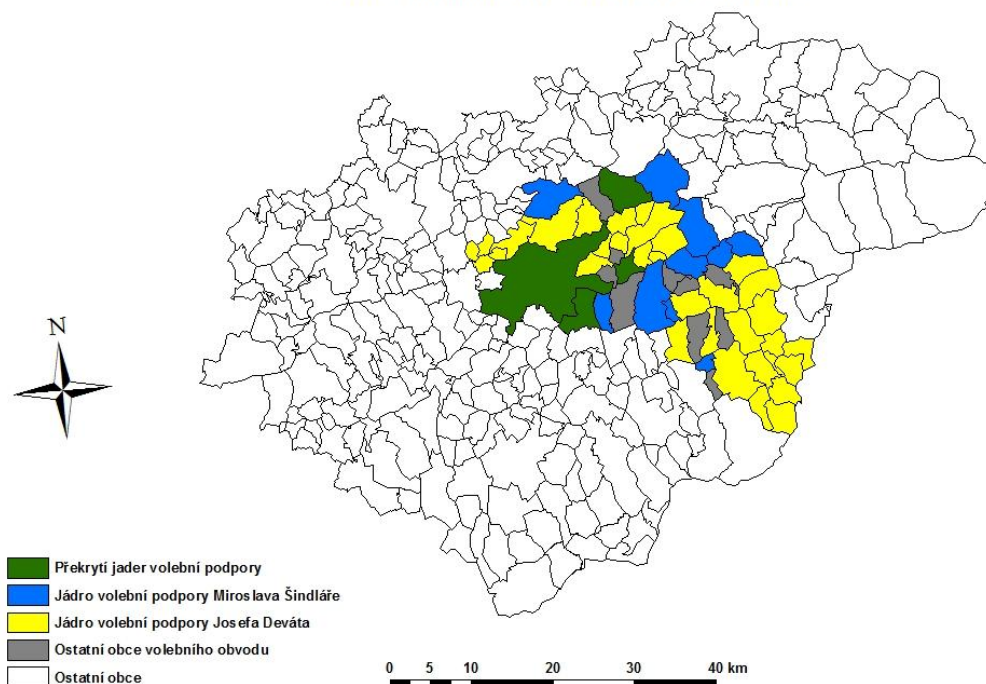 N
Překrytí jader volební podpory
Jádro volební podpory Miroslava Šindláře
Jádro volební podpory Josefa Deváta
Ostatní obce volebního obvodu
Ostatní obce
0 5 10 20 30 40 km